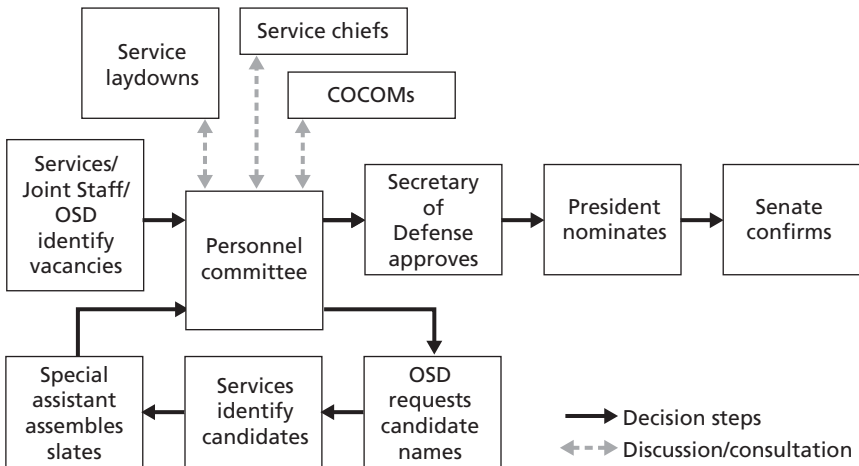 Service
laydowns
Service chiefs
COCOMs
Services/
Joint Staff/
OSD
identify
vacancies
Personnel
committee
Secretary
of
Defense
approves
President
nominates
Senate
confirms
Special
assistant
assembles
slates
Services
identify
candidates
OSD
requests
candidate
names
Decision steps
Discussion/consultation